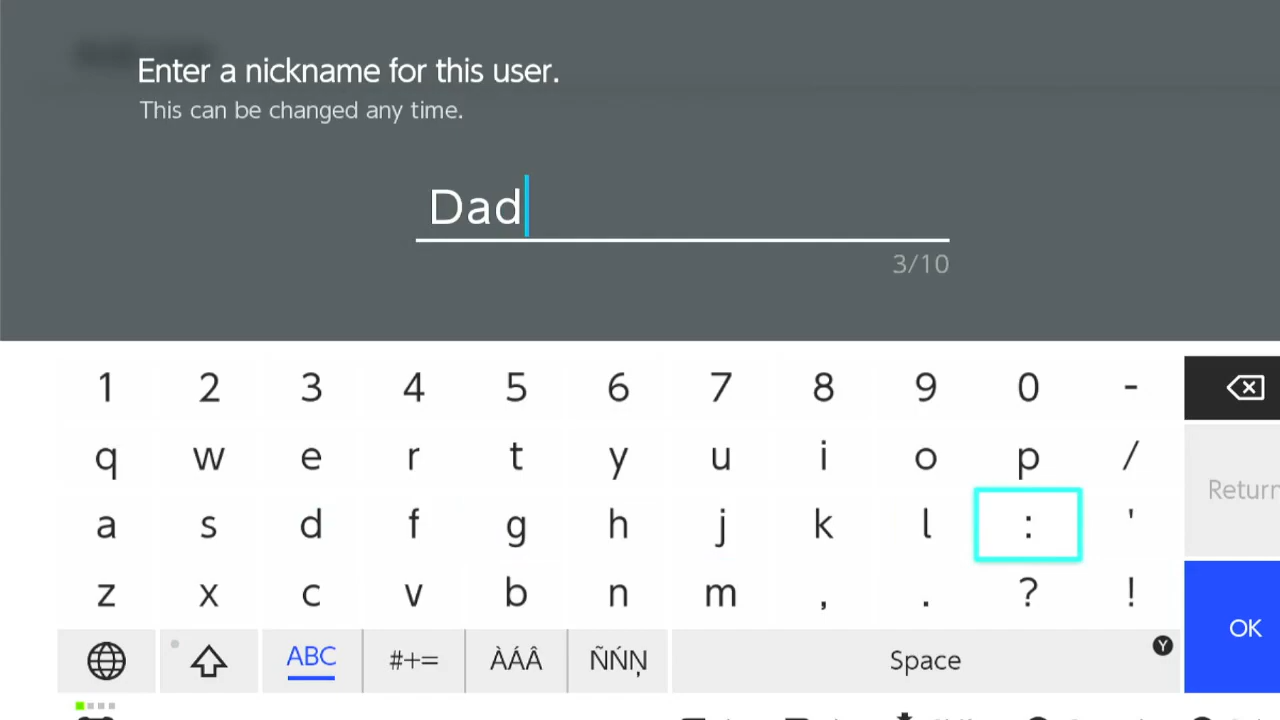 Enter a nickname for this user.
This can be changed any time.
Dad
3/10
1 2 3 4 5 6 7 8 9 0 -
q w e r t y u i o p /
Return
a s d f g h j k l : '
z x c v b n m , . ? !
OK
ABC #+= ÀÁÂ ÑŃŅ Space Y